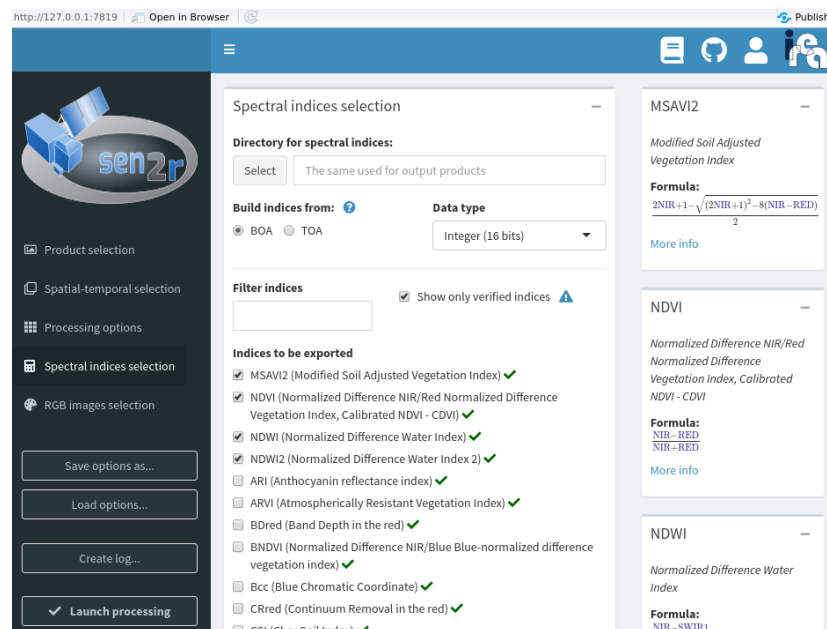 http://127.0.0.1:7819 Open in Browser Publish
sen2r
irea
Product selection
Spatial-temporal selection
Processing options
Spectral indices selection
RGB images selection
Save options as...
Load options...
Create log...
Launch processing
Spectral indices selection
Directory for spectral indices:
Select The same used for output products
Build indices from: ? Data type
BOA TOA Integer (16 bits)
Filter indices
Show only verified indices
Indices to be exported
MSAVI2 (Modified Soil Adjusted Vegetation Index)
NDVI (Normalized Difference NIR/Red Normalized Difference
Vegetation Index, Calibrated NDVI - CDVI)
NDWI (Normalized Difference Water Index)
NDWI2 (Normalized Difference Water Index 2)
ARI (Anthocyanin reflectance index)
ARVI (Atmospherically Resistant Vegetation Index)
BDred (Band Depth in the red)
BNDVI (Normalized Difference NIR/Blue Blue-normalized difference
vegetation index)
Bcc (Blue Chromatic Coordinate)
CRred (Continuum Removal in the red)
MSAVI2
Modified Soil Adjusted
Vegetation Index
Formula:
2NIR+1−√(2NIR+1)²−8(NIR−RED)
2
More info
NDVI
Normalized Difference NIR/Red
Normalized Difference
Vegetation Index, Calibrated
NDVI - CDVI
Formula:
NIR−RED
NIR+RED
More info
NDWI
Normalized Difference Water
Index
Formula:
NIR−SWIR1